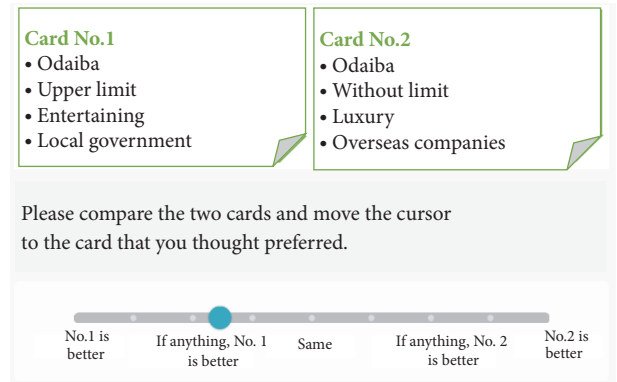 Card No.1
• Odaiba
• Upper limit
• Entertaining
• Local government
Card No.2
• Odaiba
• Without limit
• Luxury
• Overseas companies
Please compare the two cards and move the cursor
to the card that you thought preferred.
No.1 is
better
If anything, No. 1
is better
Same
If anything, No. 2
is better
No.2 is
better